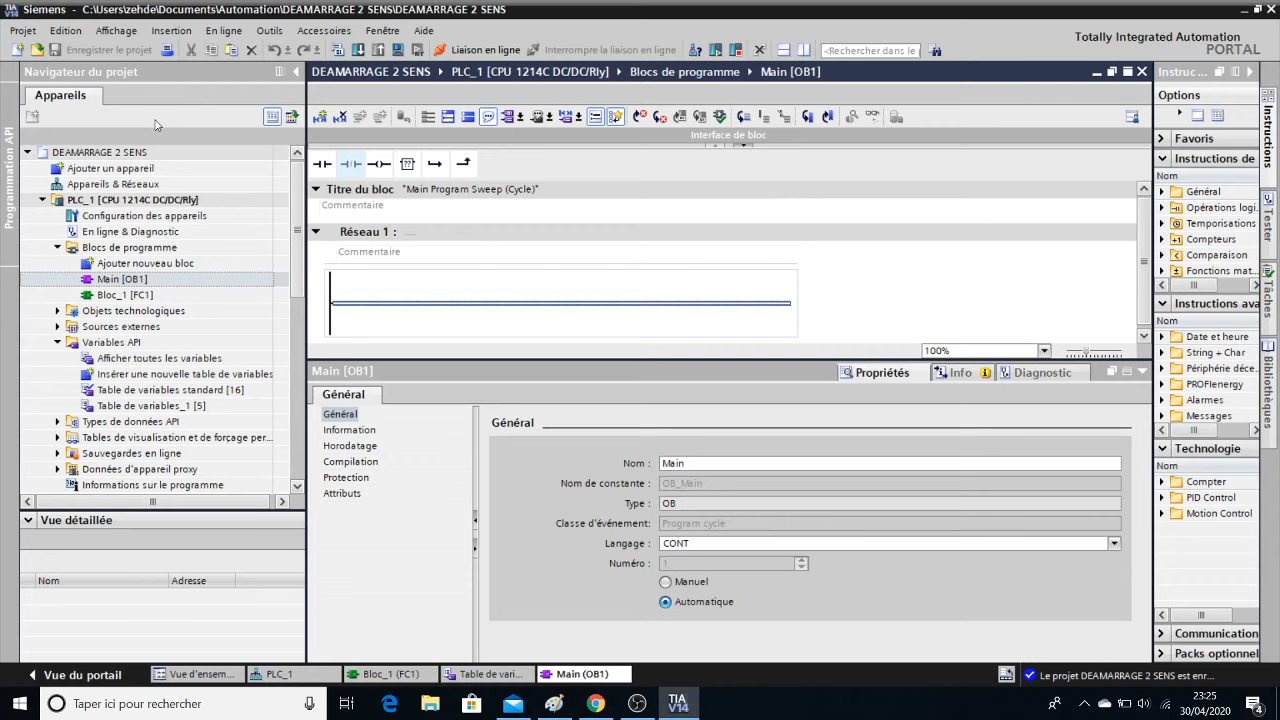 Siemens - C:\Users\zehde\Documents\Automation\DEAMARRAGE 2 SENS\DEAMARRAGE 2 SENS
Projet Edition Affichage Insertion En ligne Outils Accessoires Fenêtre Aide
Totally Integrated Automation
PORTAL
Enregistrer le projet Liaison en ligne Interrompre la liaison en ligne <Rechercher dans le p
Navigateur du projet
DEAMARRAGE 2 SENS PLC_1 [CPU 1214C DC/DC/Rly] Blocs de programme Main [OB1]
Instruc...
Programmation API
Appareils
DEAMARRAGE 2 SENS
Ajouter un appareil
Appareils & Réseaux
PLC_1 [CPU 1214C DC/DC/Rly]
Configuration des appareils
En ligne & Diagnostic
Blocs de programme
Ajouter nouveau bloc
Main [OB1]
Bloc_1 [FC1]
Objets technologiques
Sources externes
Variables API
Afficher toutes les variables
Insérer une nouvelle table de variables
Table de variables standard [16]
Table de variables_1 [5]
Types de données API
Tables de visualisation et de forçage per...
Sauvegardes en ligne
Données d'appareil proxy
Informations sur le programme
Vue détaillée
Nom Adresse
Interface de bloc
Titre du bloc "Main Program Sweep (Cycle)"
Commentaire
Réseau 1 : .....
Commentaire
100%
Main [OB1]
Propriétés Info Diagnostic
Général
Général
Information
Horodatage
Compilation
Protection
Attributs
Général
Nom : Main
Nom de constante : OB_Main
Type : OB
Classe d'événement: Program cycle
Langage : CONT
Numéro : 1
Manuel
Automatique
Options
Favoris
Instructions de
Nom
Général
Opérations logi...
Temporisations
Compteurs
Comparaison
Fonctions mat...
Instructions ava
Nom
Date et heure
String + Char
Périphérie déce...
PROFIenergy
Alarmes
Messages
Technologie
Nom
Compter
PID Control
Motion Control
Communication
Packs optionnel
Instructions
Tester
Tâches
Bibliothèques
Vue du portail Vue d'ensem... PLC_1 Bloc_1 (FC1) Table de vari... Main (OB1)
Le projet DEAMARRAGE 2 SENS est enr...
Taper ici pour rechercher
TIA
V14
23:25
30/04/2020
4